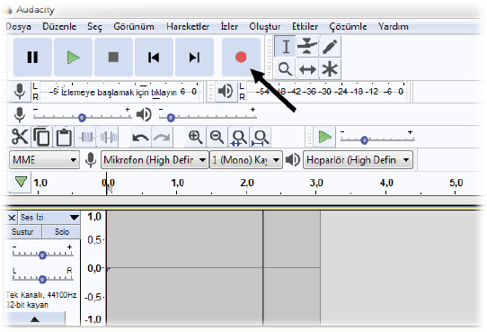 Audacity
Dosya Düzenle Seç Görünüm Hareketler İzler Oluştur Etkiler Çözümle Yardım
L R -5 İzlemeye başlamak için tıklayın 6 0 L R -54 -48 -42 -36 -30 -24 -18 -12 -6 0
- + - +
- +
MME Mikrofon (High Defir 1 (Mono) Kay Hoparlör (High Defin
1,0 0,0 1,0 2,0 3,0 4,0 5,0
Ses İzi 1,0
Sustur Solo 0,5
- +
L R 0,0
Tek Kanallı, 44100Hz -0,5
32-bit kayan
-1,0